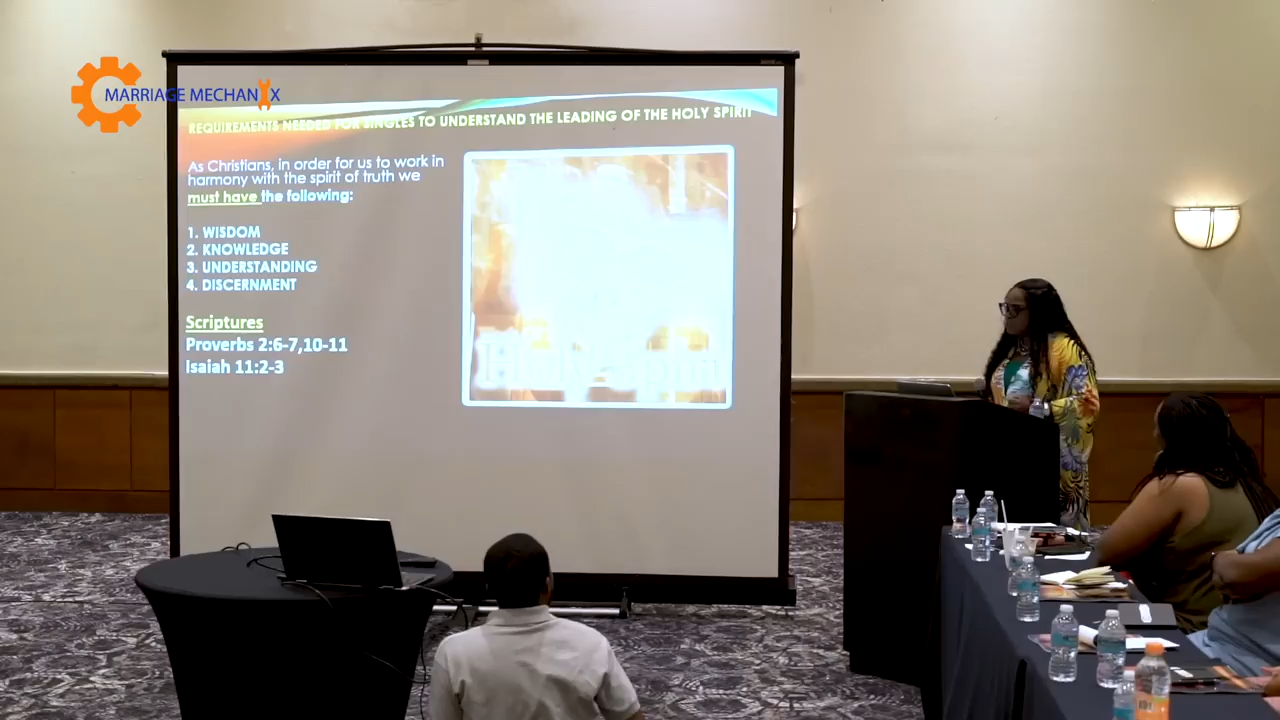 MARRIAGE MECHANIX
REQUIREMENTS NEEDED FOR SINGLES TO UNDERSTAND THE LEADING OF THE HOLY SPIRIT
As Christians, in order for us to work in
harmony with the spirit of truth we
must have the following:
1. WISDOM
2. KNOWLEDGE
3. UNDERSTANDING
4. DISCERNMENT
Scriptures
Proverbs 2:6-7,10-11
Isaiah 11:2-3
Holy Spirit